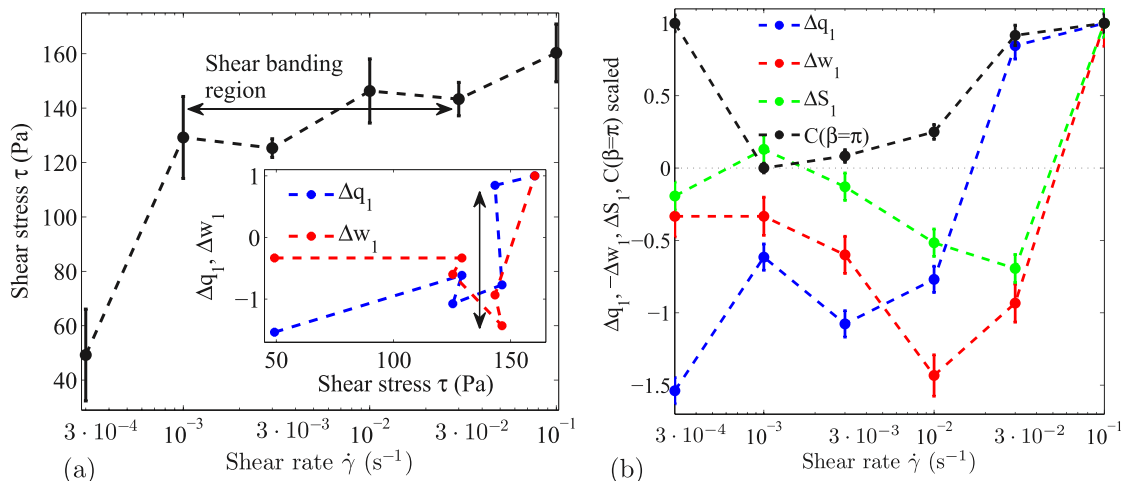 160
140
120
100
80
60
40
Shear stress τ (Pa)
Shear banding
region
1
0
−1
Δq₁, Δw₁
Δq₁
Δw₁
50
100
150
Shear stress τ (Pa)
3 · 10⁻⁴
10⁻³
3 · 10⁻³
10⁻²
3 · 10⁻²
10⁻¹
(a)
Shear rate γ̇ (s⁻¹)
1
0.5
0
−0.5
−1
−1.5
Δq₁, −Δw₁, ΔS₁, C(β=π) scaled
Δq₁
Δw₁
ΔS₁
C(β=π)
3 · 10⁻⁴
10⁻³
3 · 10⁻³
10⁻²
3 · 10⁻²
10⁻¹
(b)
Shear rate γ̇ (s⁻¹)